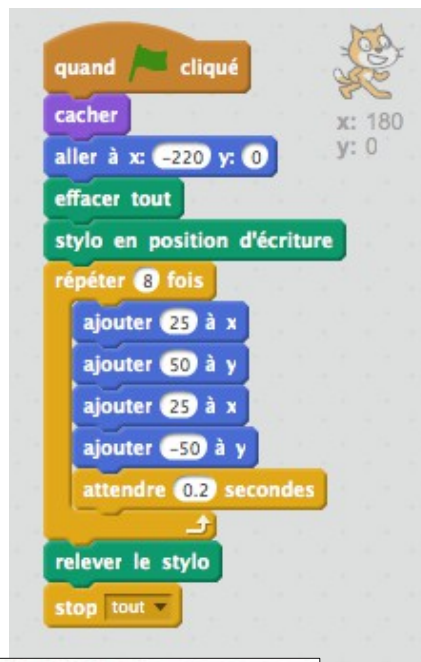 quand cliqué
cacher
x: 180
aller à x: -220 y: 0
y: 0
effacer tout
stylo en position d'écriture
répéter 8 fois
ajouter 25 à x
ajouter 50 à y
ajouter 25 à x
ajouter -50 à y
attendre 0.2 secondes
relever le stylo
stop tout